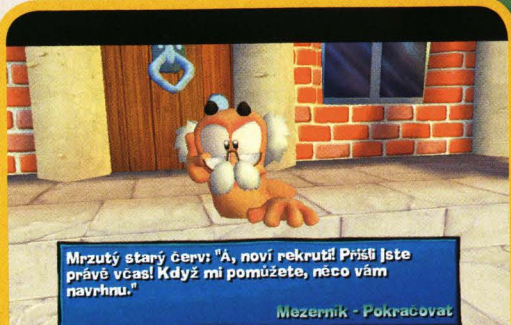 Mrzutý starý červ: "Á, noví rekruti! Přišli jste
právě včas! Když mi pomůžete, něco vám
navrhnu."
Mezerník - Pokračovat